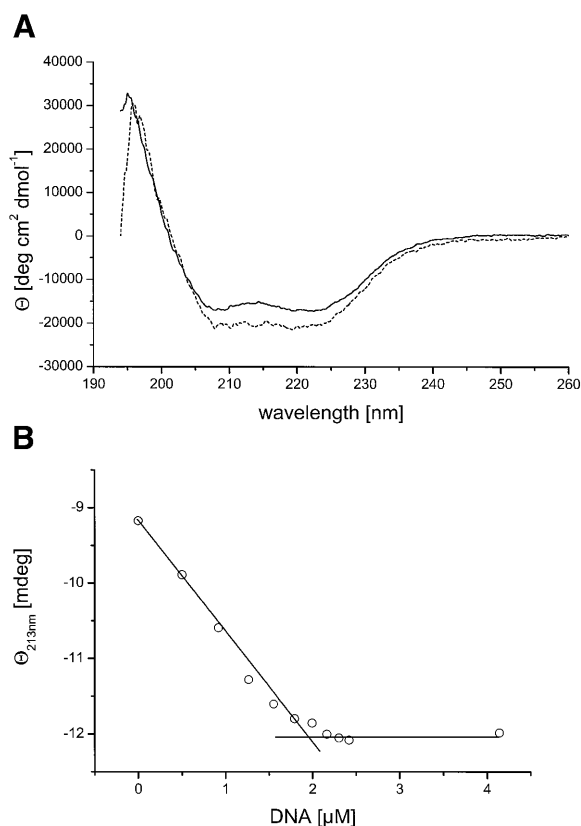 A
40000
30000
20000
10000
0
-10000
-20000
-30000
Θ [deg cm² dmol⁻¹]
190 200 210 220 230 240 250 260
wavelength [nm]
B
-9
-10
-11
-12
Θ₂₁₃ₙₘ [mdeg]
0 1 2 3 4
DNA [µM]